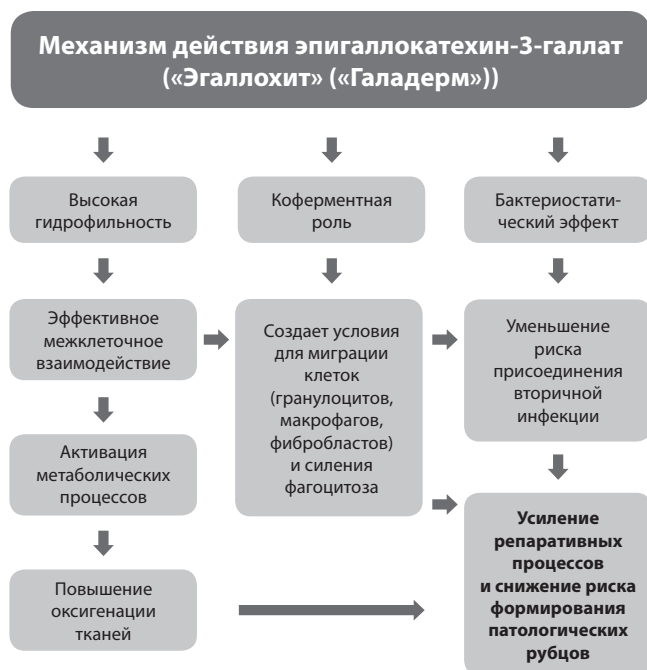 Механизм действия эпигаллокатехин-3-галлат
(«Эгаллохит» («Галадерм»))
Высокая
гидрофильность
Коферментная
роль
Бактериостати-
ческий эффект
Эффективное
межклеточное
взаимодействие
Создает условия
для миграции
клеток
(гранулоцитов,
макрофагов,
фибробластов)
и силения
фагоцитоза
Уменьшение
риска
присоединения
вторичной
инфекции
Активация
метаболических
процессов
Повышение
оксигенации
тканей
Усиление
репаративных
процессов
и снижение риска
формирования
патологических
рубцов